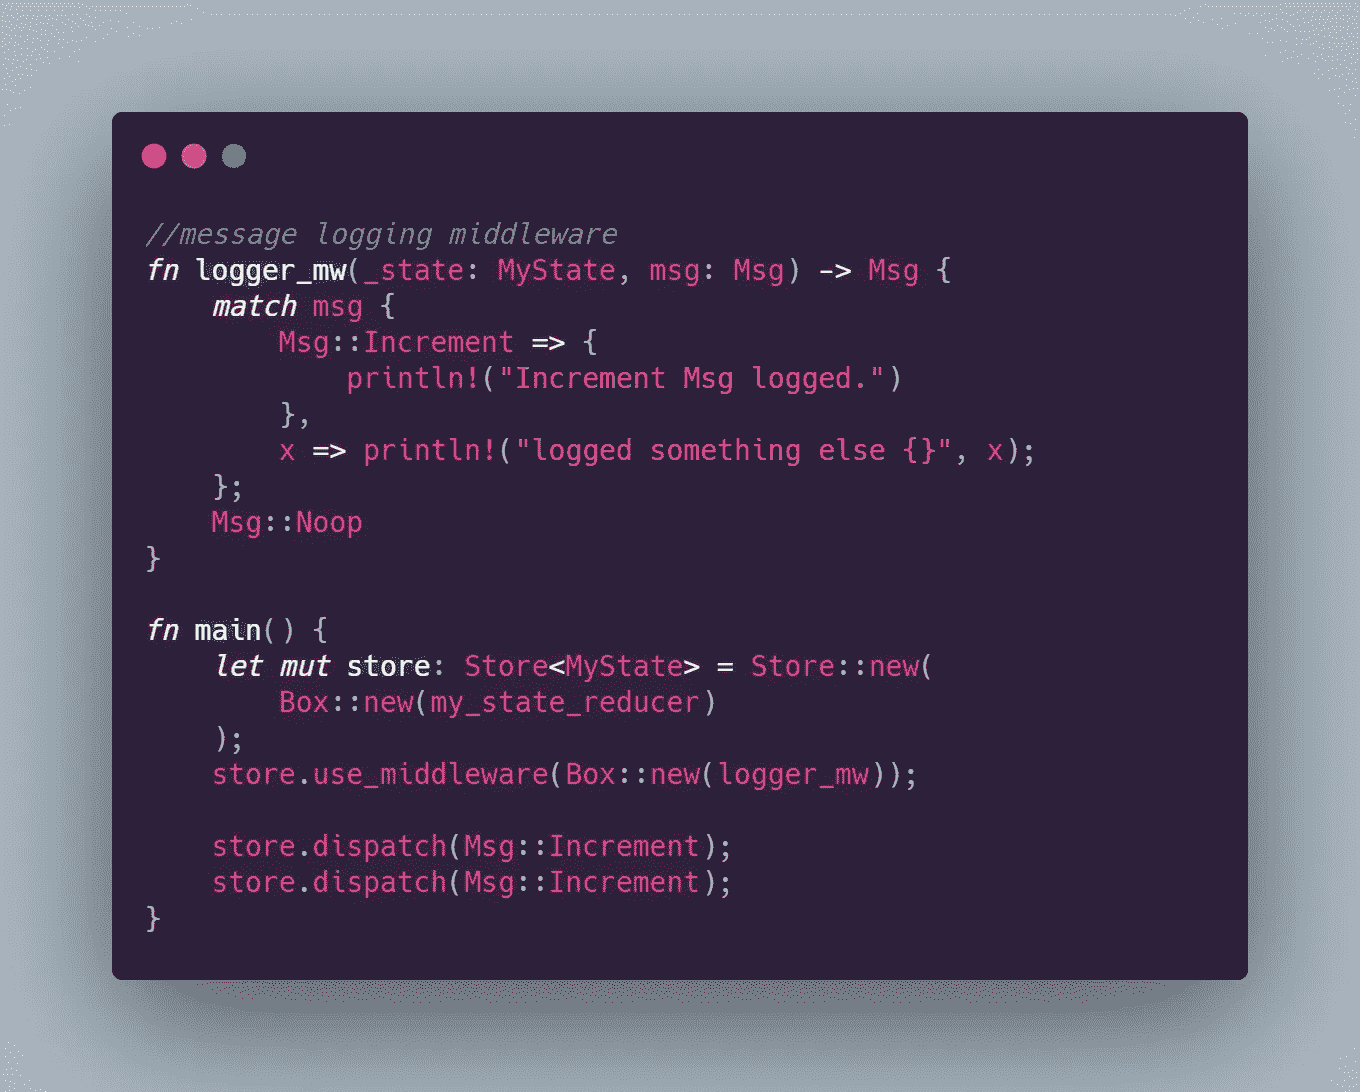 //message logging middleware
fn logger_mw(_state: MyState, msg: Msg) -> Msg {
    match msg {
        Msg::Increment => {
            println!("Increment Msg logged.")
        },
        x => println!("logged something else {}", x);
    };
    Msg::Noop
}

fn main() {
    let mut store: Store<MyState> = Store::new(
        Box::new(my_state_reducer)
    );
    store.use_middleware(Box::new(logger_mw));

    store.dispatch(Msg::Increment);
    store.dispatch(Msg::Increment);
}